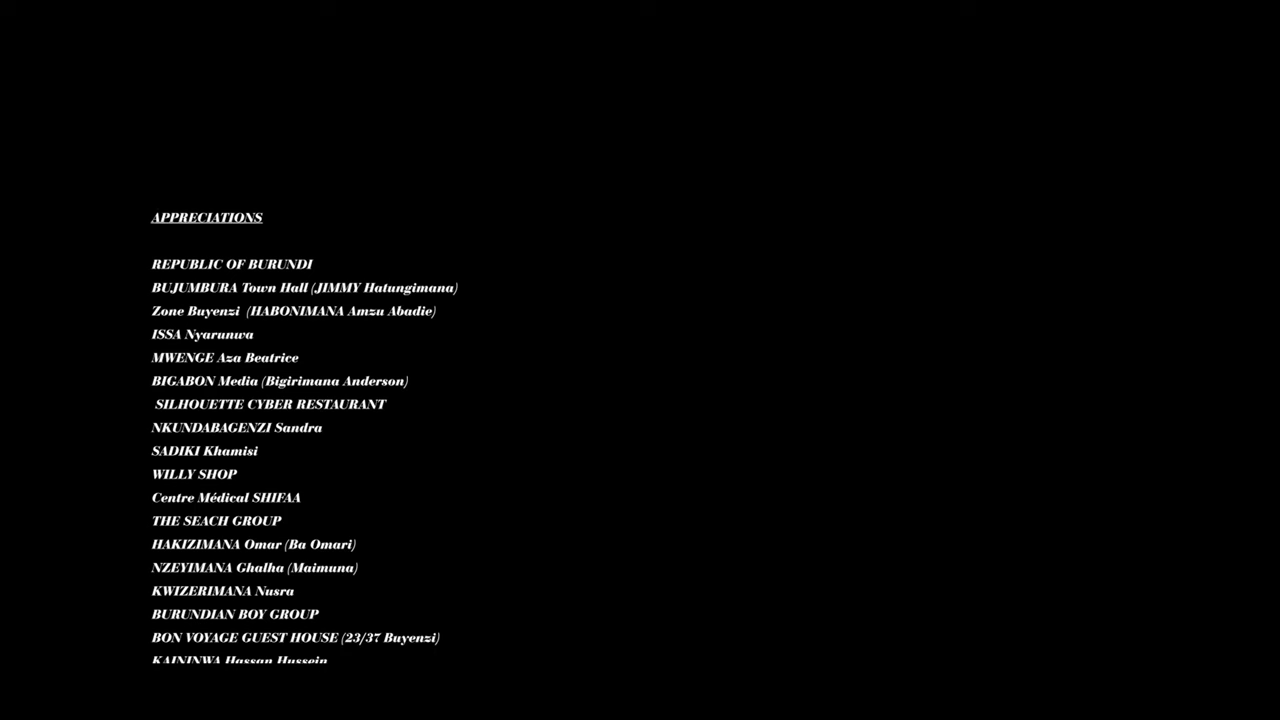 APPRECIATIONS
REPUBLIC OF BURUNDI
BUJUMBURA Town Hall (JIMMY Hatungimana)
Zone Buyenzi (HABONIMANA Amzu Abadie)
ISSA Nyarunwa
MWENGE Aza Beatrice
BIGABON Media (Bigirimana Anderson)
SILHOUETTE CYBER RESTAURANT
NKUNDABAGENZI Sandra
SADIKI Khamisi
WILLY SHOP
Centre Médical SHIFAA
THE SEACH GROUP
HAKIZIMANA Omar (Ba Omari)
NZEYIMANA Ghalha (Maimuna)
KWIZERIMANA Nusra
BURUNDIAN BOY GROUP
BON VOYAGE GUEST HOUSE (23/37 Buyenzi)
Hassan Hussein